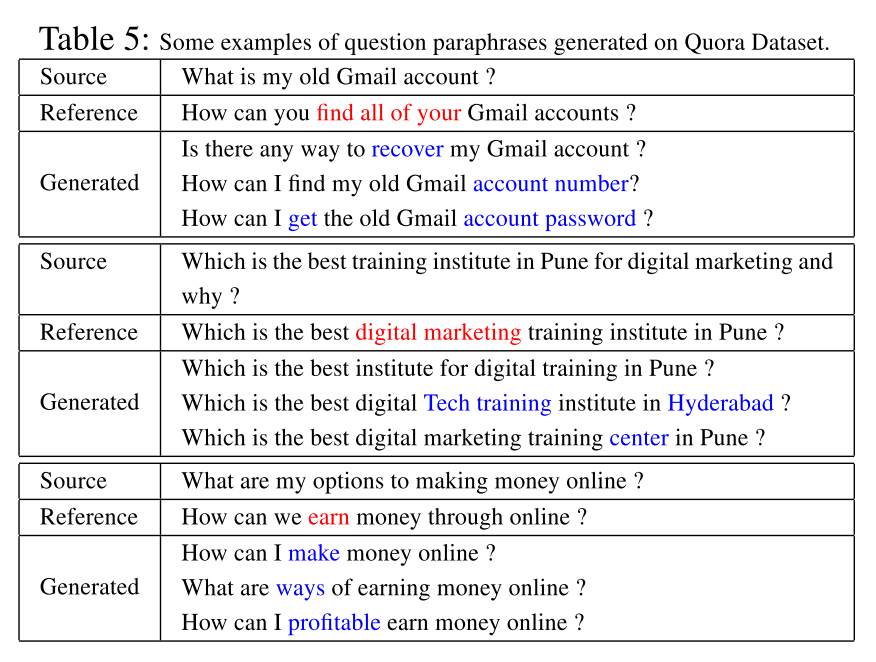 Table 5: Some examples of question paraphrases generated on Quora Dataset.
Source What is my old Gmail account ?
Reference How can you find all of your Gmail accounts ?
Is there any way to recover my Gmail account ?
Generated How can I find my old Gmail account number?
How can I get the old Gmail account password ?
Source Which is the best training institute in Pune for digital marketing and
why ?
Reference Which is the best digital marketing training institute in Pune ?
Which is the best institute for digital training in Pune ?
Generated Which is the best digital Tech training institute in Hyderabad ?
Which is the best digital marketing training center in Pune ?
Source What are my options to making money online ?
Reference How can we earn money through online ?
How can I make money online ?
Generated What are ways of earning money online ?
How can I profitable earn money online ?